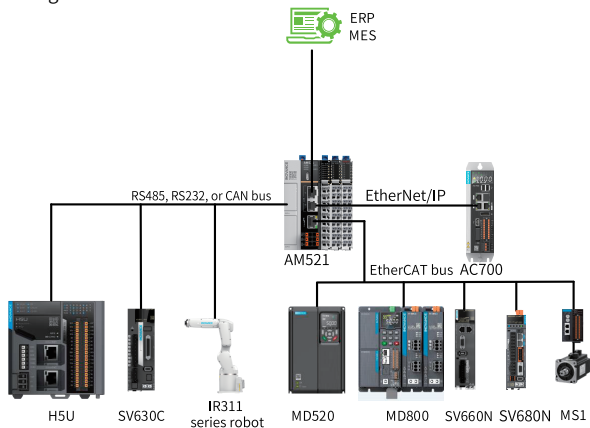 ERP
MES
RS485, RS232, or CAN bus
EtherNet/IP
AM521
EtherCAT bus
AC700
H5U
H5U
SV630C
IR311
series robot
MD520
MD800
SV660N
SV680N
MS1